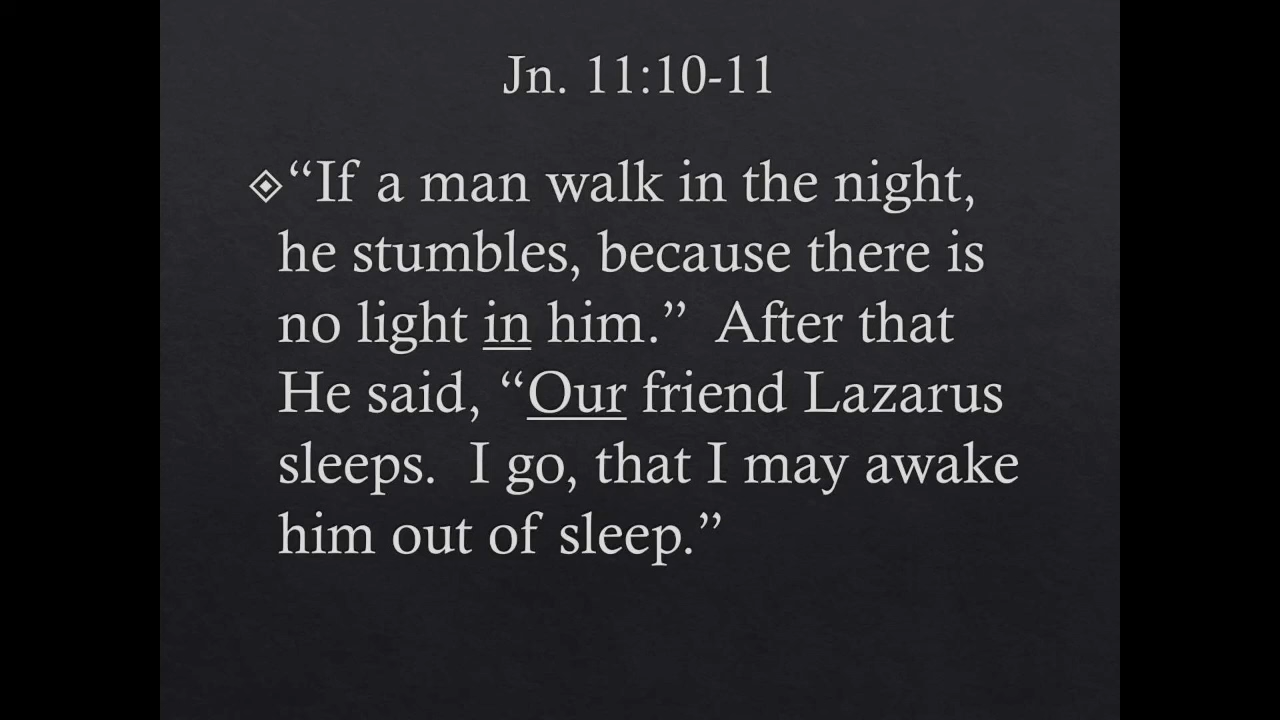 Jn. 11:10-11
“If a man walk in the night,
he stumbles, because there is
no light in him.”  After that
He said, “Our friend Lazarus
sleeps.  I go, that I may awake
him out of sleep.”